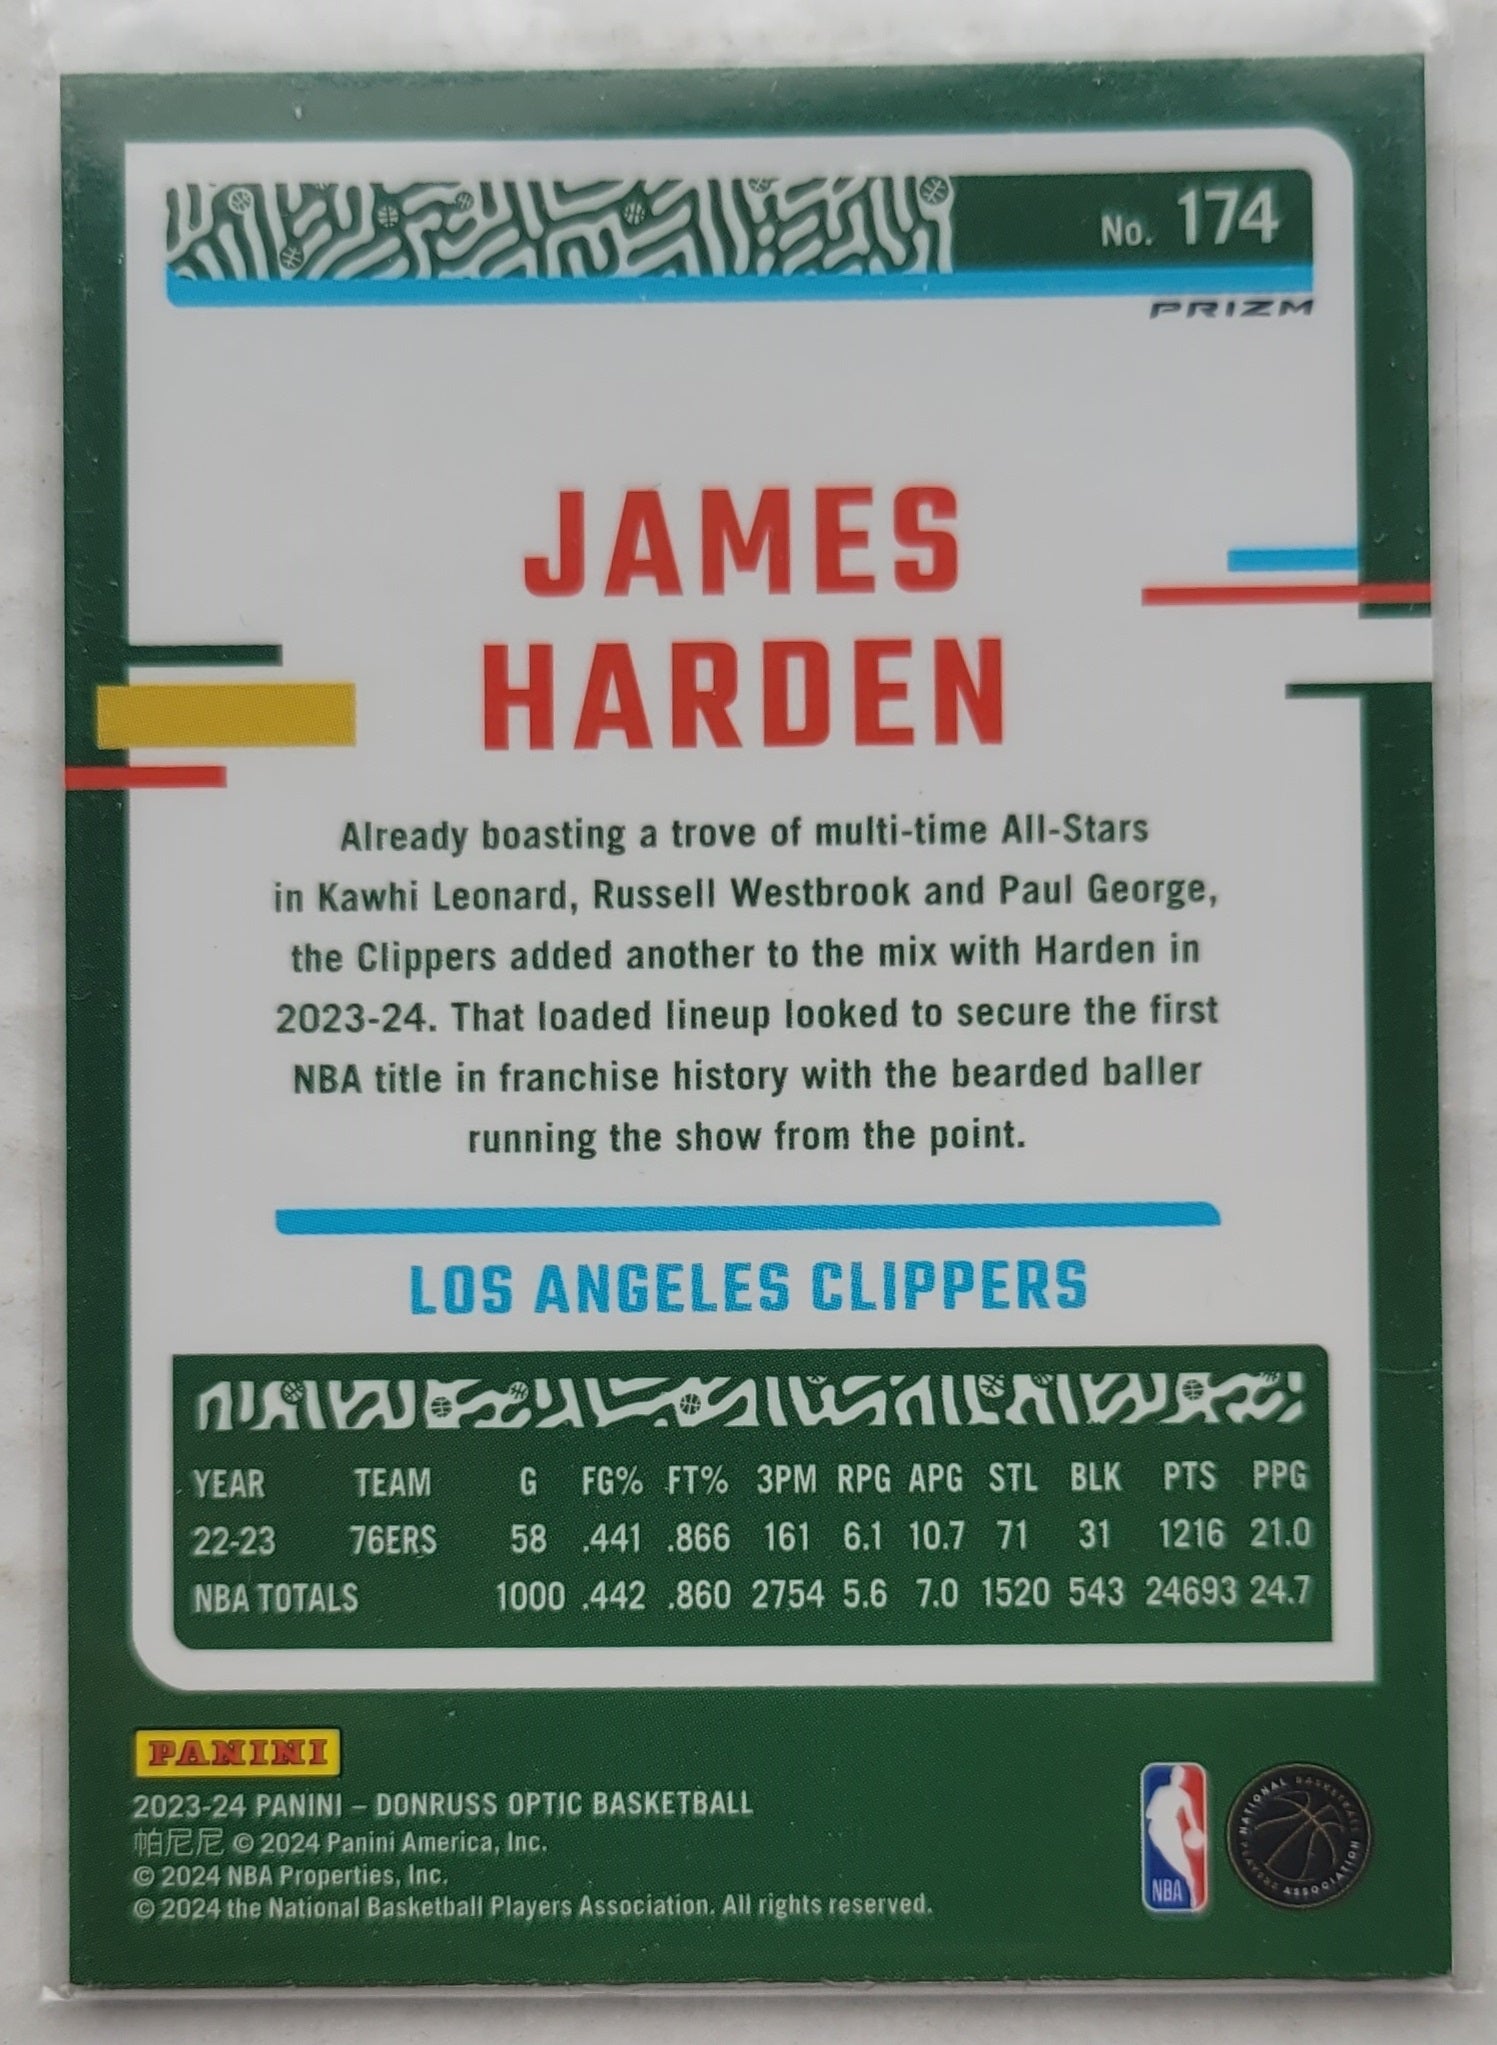 No. 174
PRIZM
JAMES
HARDEN
Already boasting a trove of multi-time All-Stars
in Kawhi Leonard, Russell Westbrook and Paul George,
the Clippers added another to the mix with Harden in
2023-24. That loaded lineup looked to secure the first
NBA title in franchise history with the bearded baller
running the show from the point.
LOS ANGELES CLIPPERS
YEAR TEAM G FG% FT% 3PM RPG APG STL BLK PTS PPG
22-23 76ERS 58 .441 .866 161 6.1 10.7 71 31 1216 21.0
NBA TOTALS 1000 .442 .860 2754 5.6 7.0 1520 543 24693 24.7
PANINI
2023-24 PANINI – DONRUSS OPTIC BASKETBALL
帕尼尼 © 2024 Panini America, Inc.
© 2024 NBA Properties, Inc.
© 2024 the National Basketball Players Association. All rights reserved.
NBA
NATIONAL BASKETBALL PLAYERS ASSOCIATION